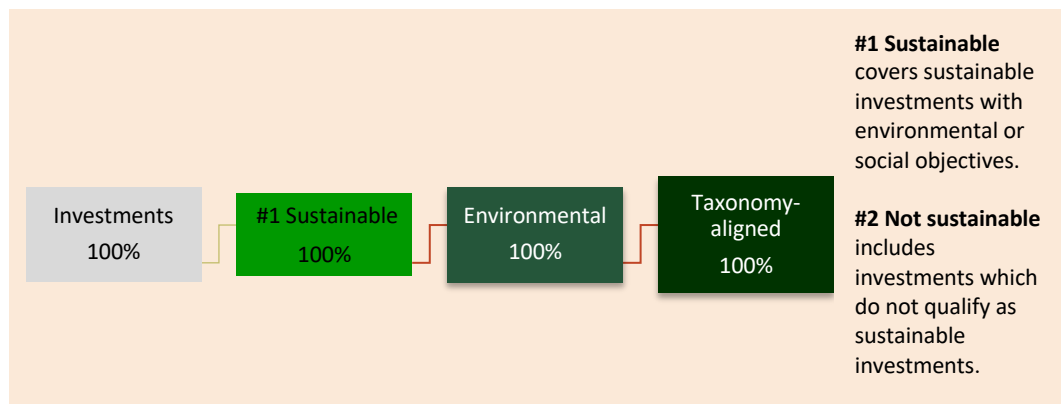 Investments
100%
#1 Sustainable
100%
Environmental
100%
Taxonomy-
aligned
100%
#1 Sustainable
covers sustainable
investments with
environmental or
social objectives.
#2 Not sustainable
includes
investments which
do not qualify as
sustainable
investments.